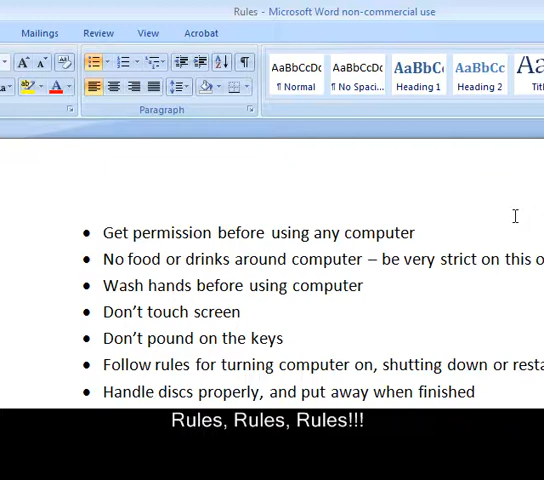 Rules - Microsoft Word non-commercial use
Mailings Review View Acrobat
Paragraph
AaBbCcDc AaBbCcDc AaBbC AaBbCc
¶ Normal ¶ No Spaci... Heading 1 Heading 2
• Get permission before using any computer
• No food or drinks around computer – be very strict on this
• Wash hands before using computer
• Don’t touch screen
• Don’t pound on the keys
• Follow rules for turning computer on, shutting down or
• Handle discs properly, and put away when finished
Rules, Rules, Rules!!!